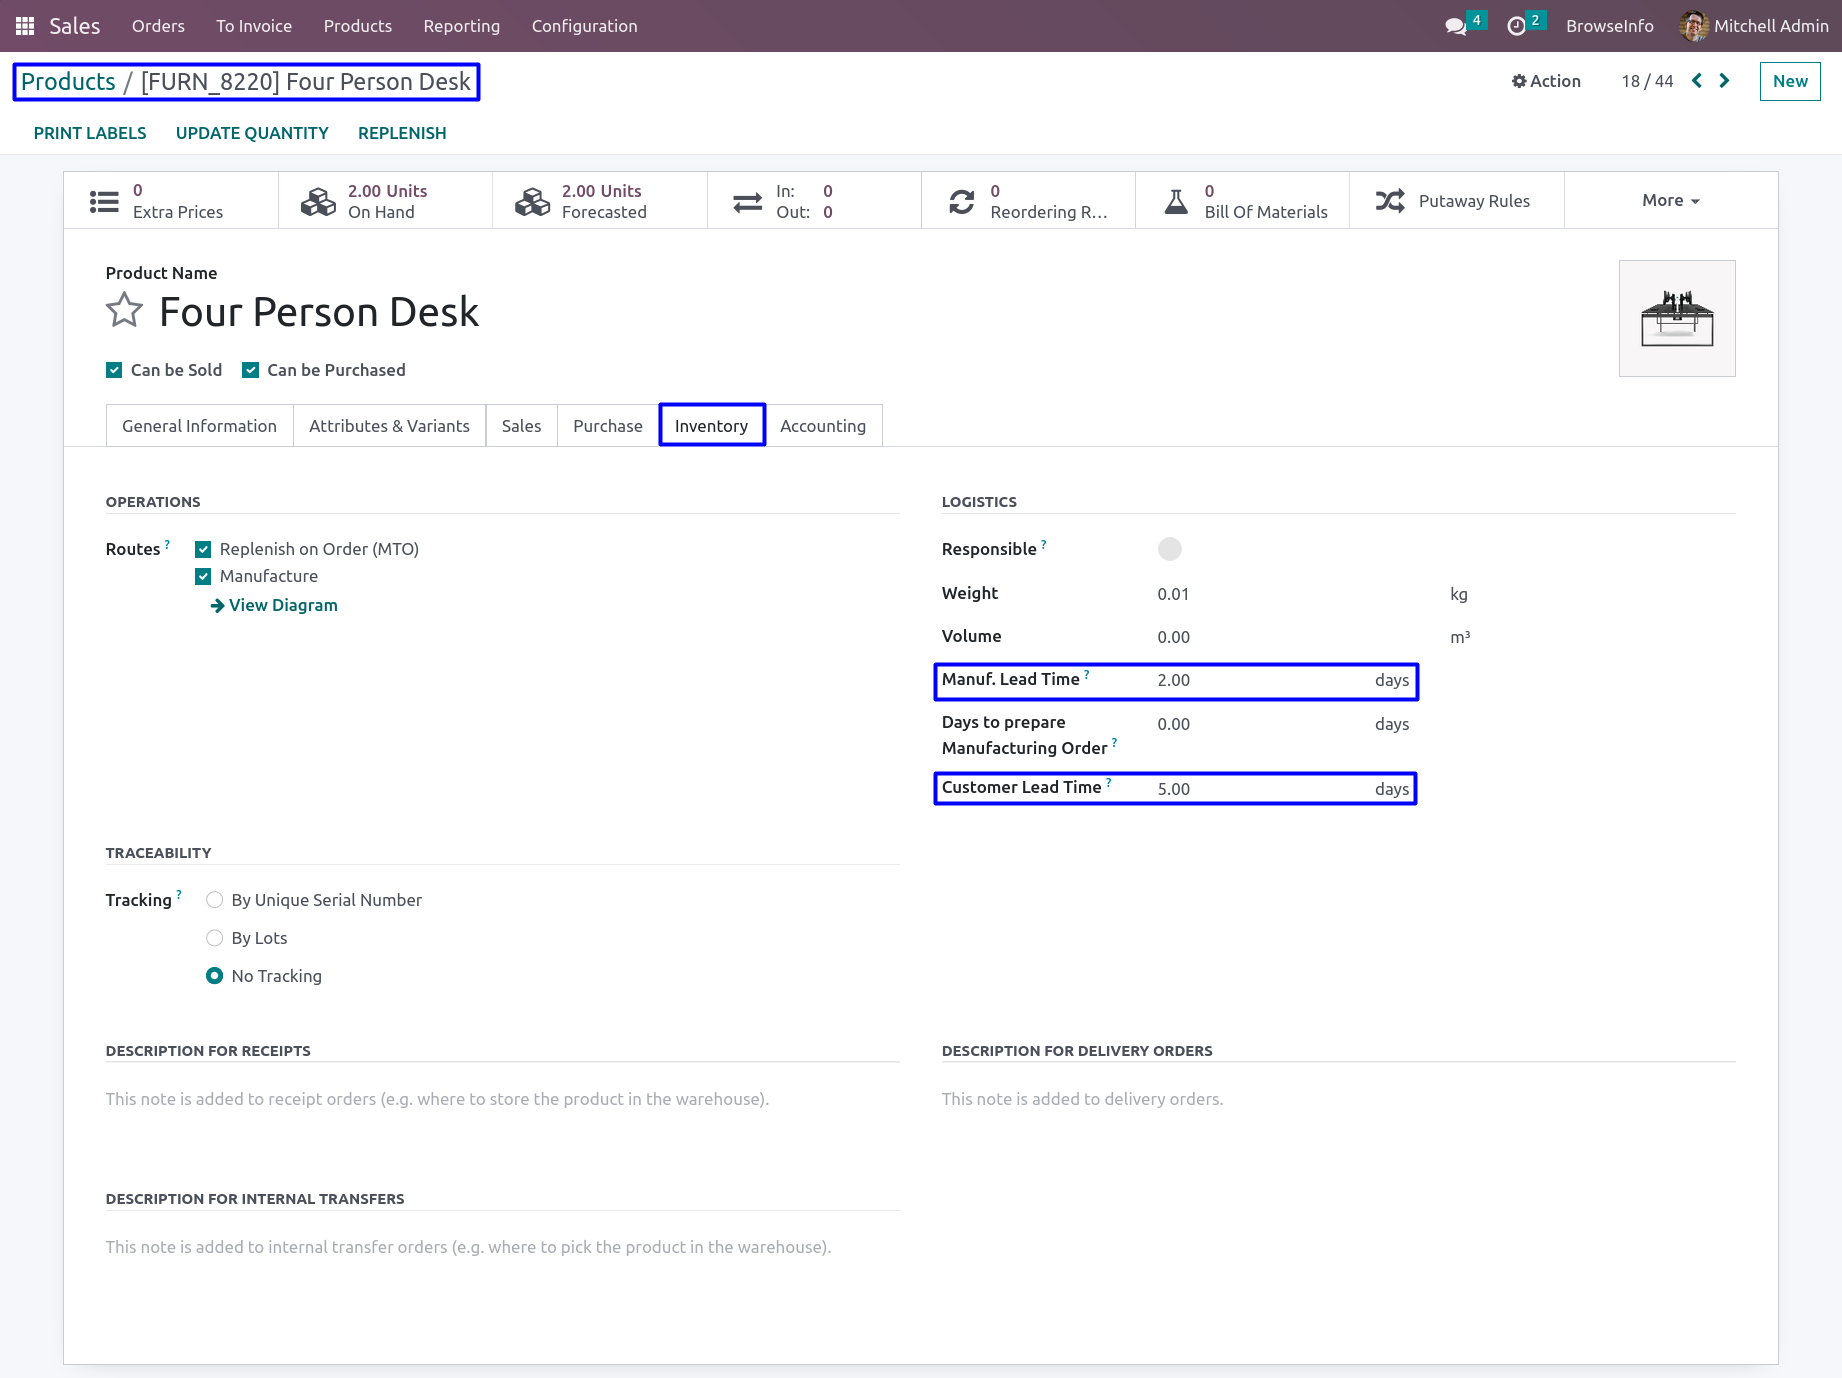 Sales Orders To Invoice Products Reporting Configuration 4 2 BrowseInfo Mitchell Admin
Products / [FURN_8220] Four Person Desk Action 18 / 44 New
PRINT LABELS UPDATE QUANTITY REPLENISH
0
Extra Prices
2.00 Units
On Hand
2.00 Units
Forecasted
In: 0
Out: 0
0
Reordering R...
0
Bill Of Materials
Putaway Rules
More
Product Name
Four Person Desk
Can be Sold Can be Purchased
General Information Attributes & Variants Sales Purchase Inventory Accounting
OPERATIONS
Routes ? Replenish on Order (MTO)
Manufacture
View Diagram
LOGISTICS
Responsible ?
Weight 0.01 kg
Volume 0.00 m³
Manuf. Lead Time ? 2.00 days
Days to prepare 0.00 days
Manufacturing Order ?
Customer Lead Time ? 5.00 days
TRACEABILITY
Tracking ? By Unique Serial Number
By Lots
No Tracking
DESCRIPTION FOR RECEIPTS
This note is added to receipt orders (e.g. where to store the product in the warehouse).
DESCRIPTION FOR DELIVERY ORDERS
This note is added to delivery orders.
DESCRIPTION FOR INTERNAL TRANSFERS
This note is added to internal transfer orders (e.g. where to pick the product in the warehouse).